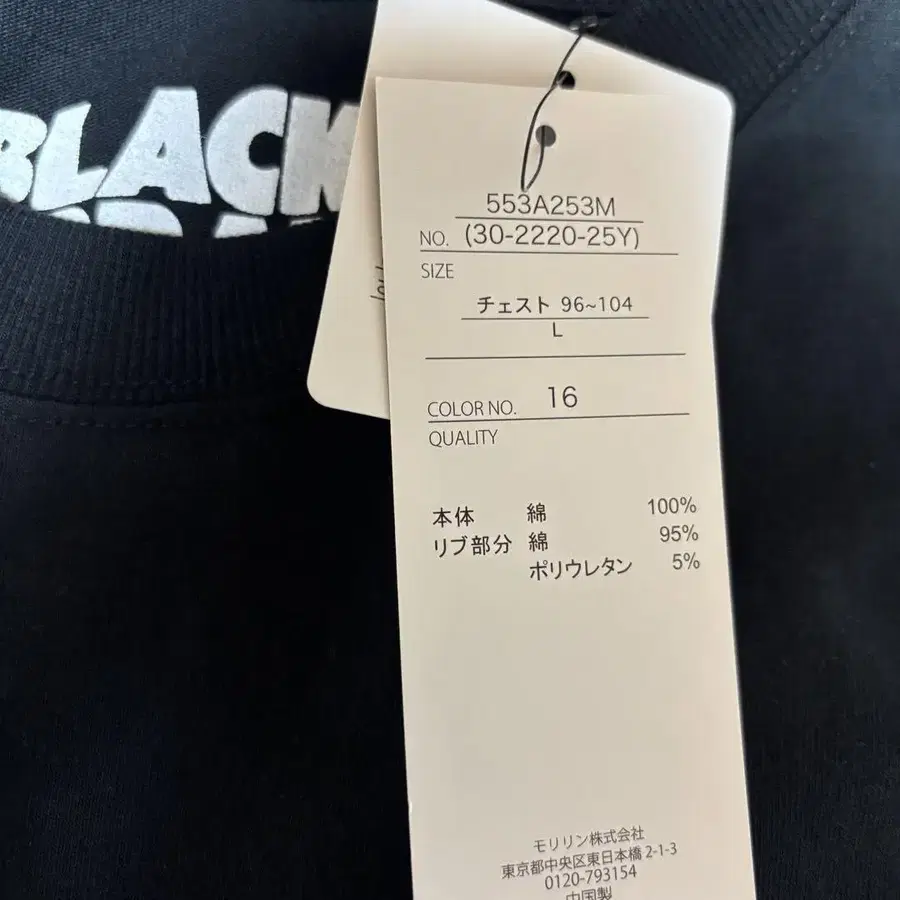 BLACK
553A253M
NO. (30-2220-25Y)
SIZE
チェスト 96~104
L
COLOR NO. 16
QUALITY
本体 綿 100%
リブ部分 綿 95%
ポリウレタン 5%
モリリン株式会社
東京都中央区東日本橋 2-1-3
0120-793154
中国製